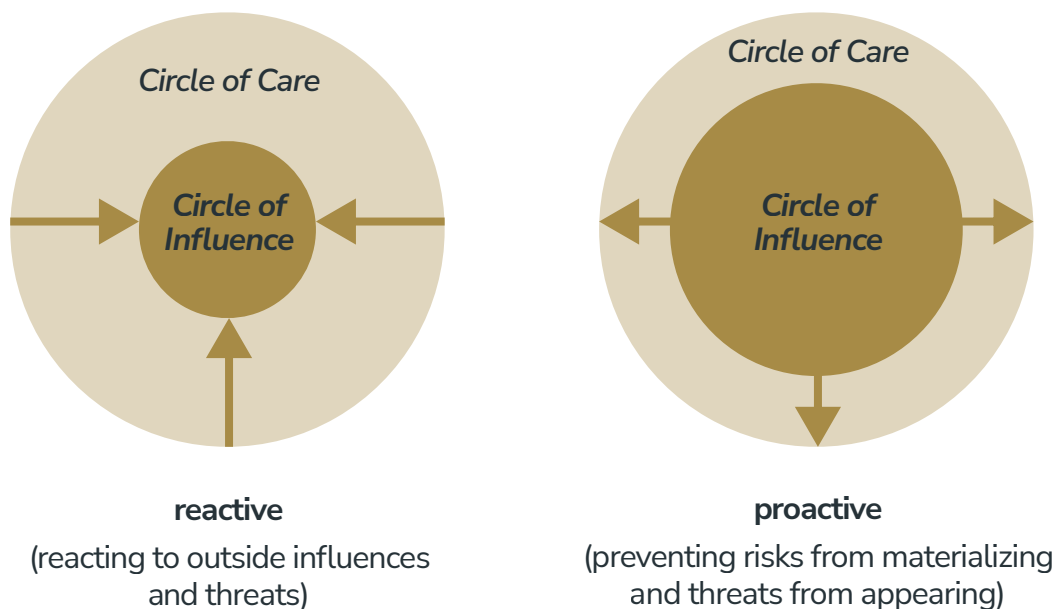 Circle of Care
Circle of
Influence
reactive
(reacting to outside influences
and threats)
Circle of Care
Circle of
Influence
proactive
(preventing risks from materializing
and threats from appearing)